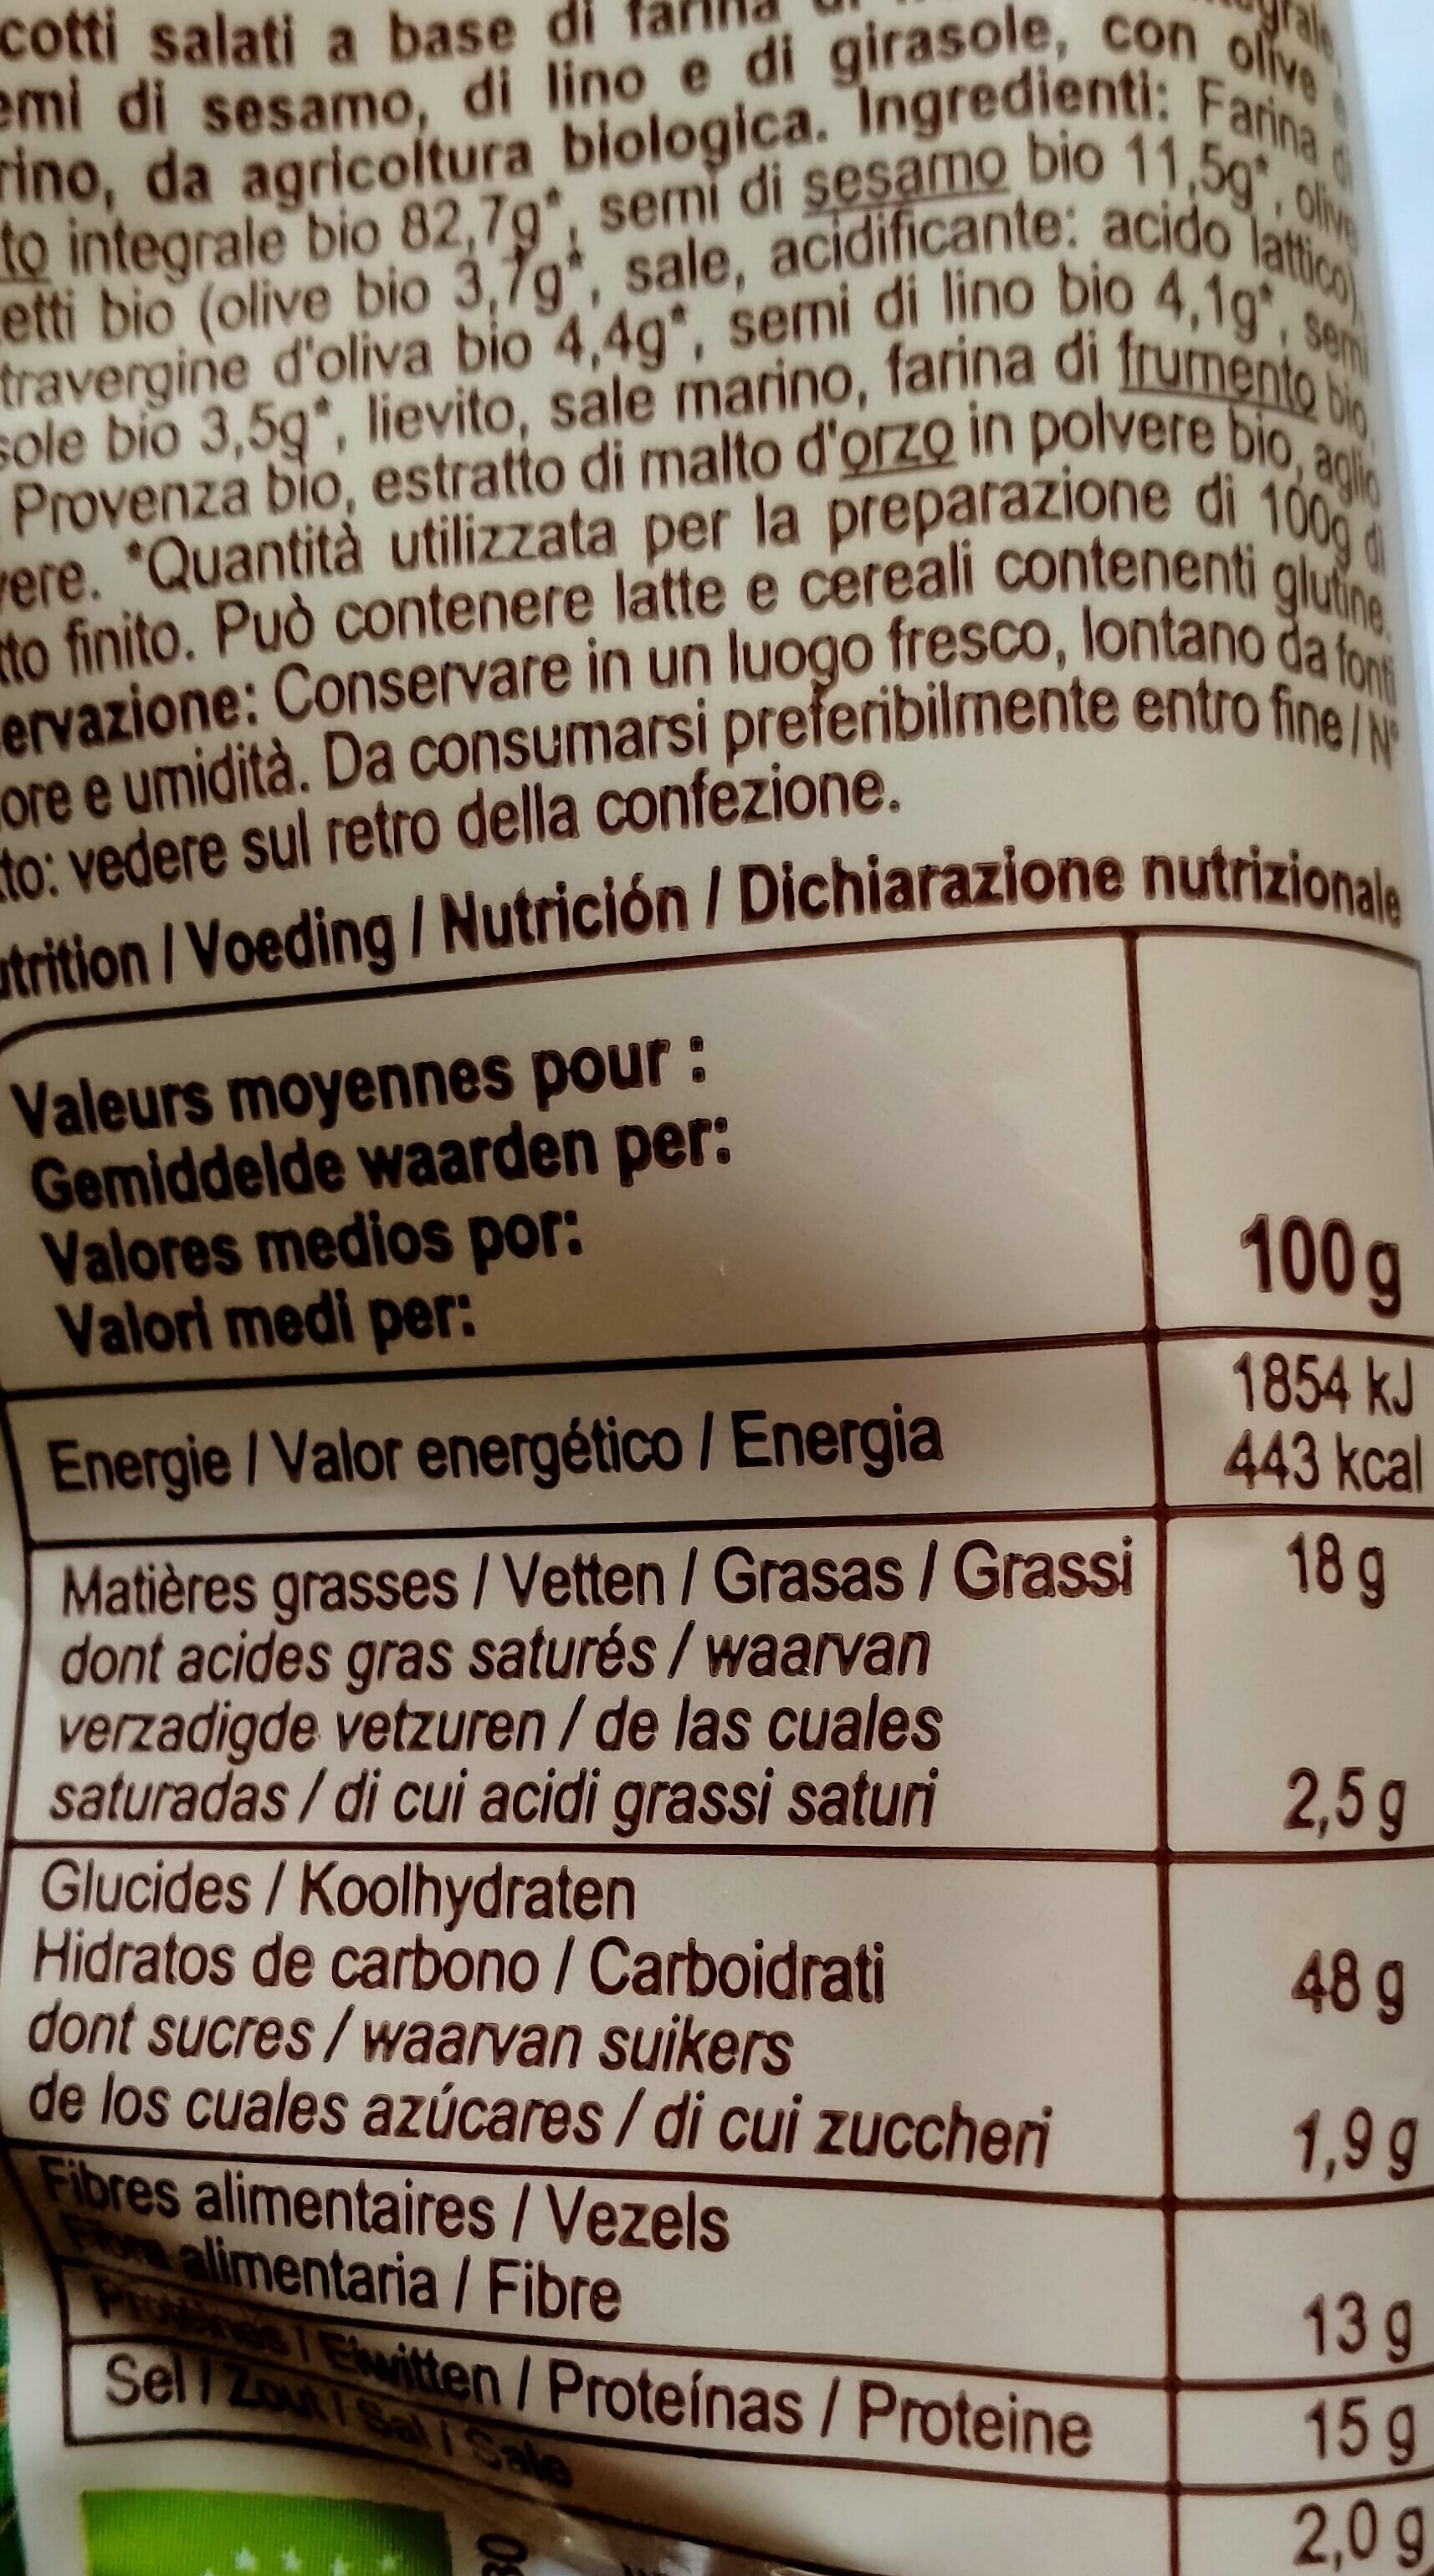 cotti salati a base di farina
emi di sesamo, di lino e di girasole, con olive e
rino, da agricoltura biologica. Ingredienti: Farina di
to integrale bio 82,7g*, semi di sesamo bio 11,5g*, olive
etti bio (olive bio 3,7g*, sale, acidificante: acido lattico),
travergine d'oliva bio 4,4g*, semi di lino bio 4,1g*, semi
sole bio 3,5g*, lievito, sale marino, farina di frumento bio,
Provenza bio, estratto di malto d'orzo in polvere bio, aglio
vere. *Quantità utilizzata per la preparazione di 100g di
tto finito. Può contenere latte e cereali contenenti glutine.
ervazione: Conservare in un luogo fresco, lontano da fonti
ore e umidità. Da consumarsi preferibilmente entro fine / N°
to: vedere sul retro della confezione.
utrition / Voeding / Nutrición / Dichiarazione nutrizionale
Valeurs moyennes pour :
Gemiddelde waarden per:
Valores medios por:
Valori medi per:
100 g
Energie / Valor energético / Energia
1854 kJ
443 kcal
Matières grasses / Vetten / Grasas / Grassi 18 g
dont acides gras saturés / waarvan
verzadigde vetzuren / de las cuales
saturadas / di cui acidi grassi saturi 2,5 g
Glucides / Koolhydraten
Hidratos de carbono / Carboidrati 48 g
dont sucres / waarvan suikers
de los cuales azúcares / di cui zuccheri 1,9 g
Fibres alimentaires / Vezels
Fibra alimentaria / Fibre 13 g
Protéines / Eiwitten / Proteínas / Proteine 15 g
Sel / Zout / Sal / Sale 2,0 g